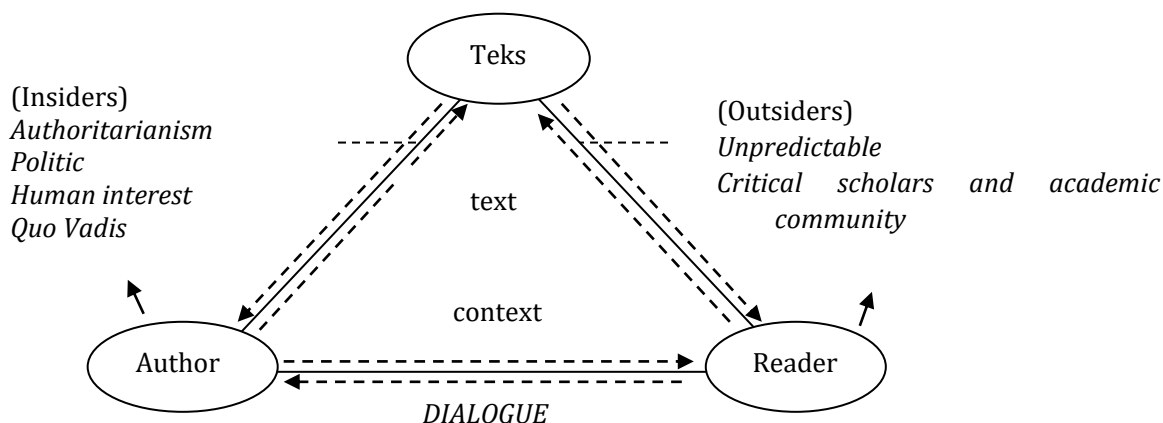 Teks
(Insiders)
Authoritarianism
Politic
Human interest
Quo Vadis
(Outsiders)
Unpredictable
Critical scholars and academic
community
text
context
Author
Reader
DIALOGUE